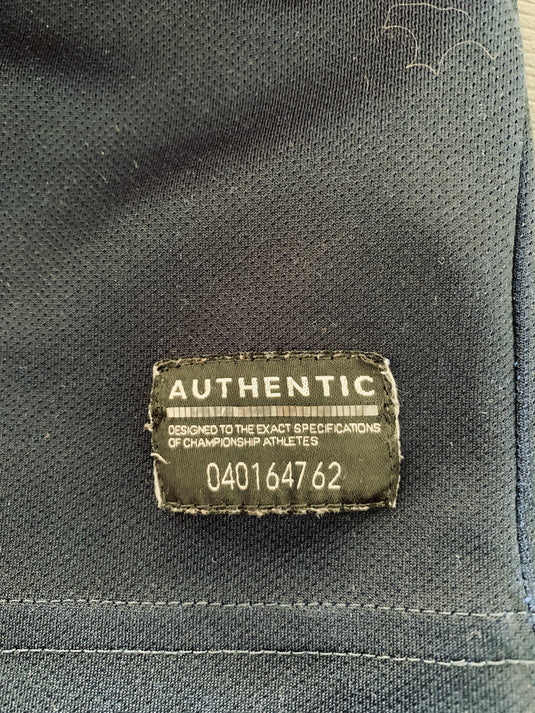 AUTHENTIC
DESIGNED TO THE EXACT SPECIFICATIONS
OF CHAMPIONSHIP ATHLETES
040164762